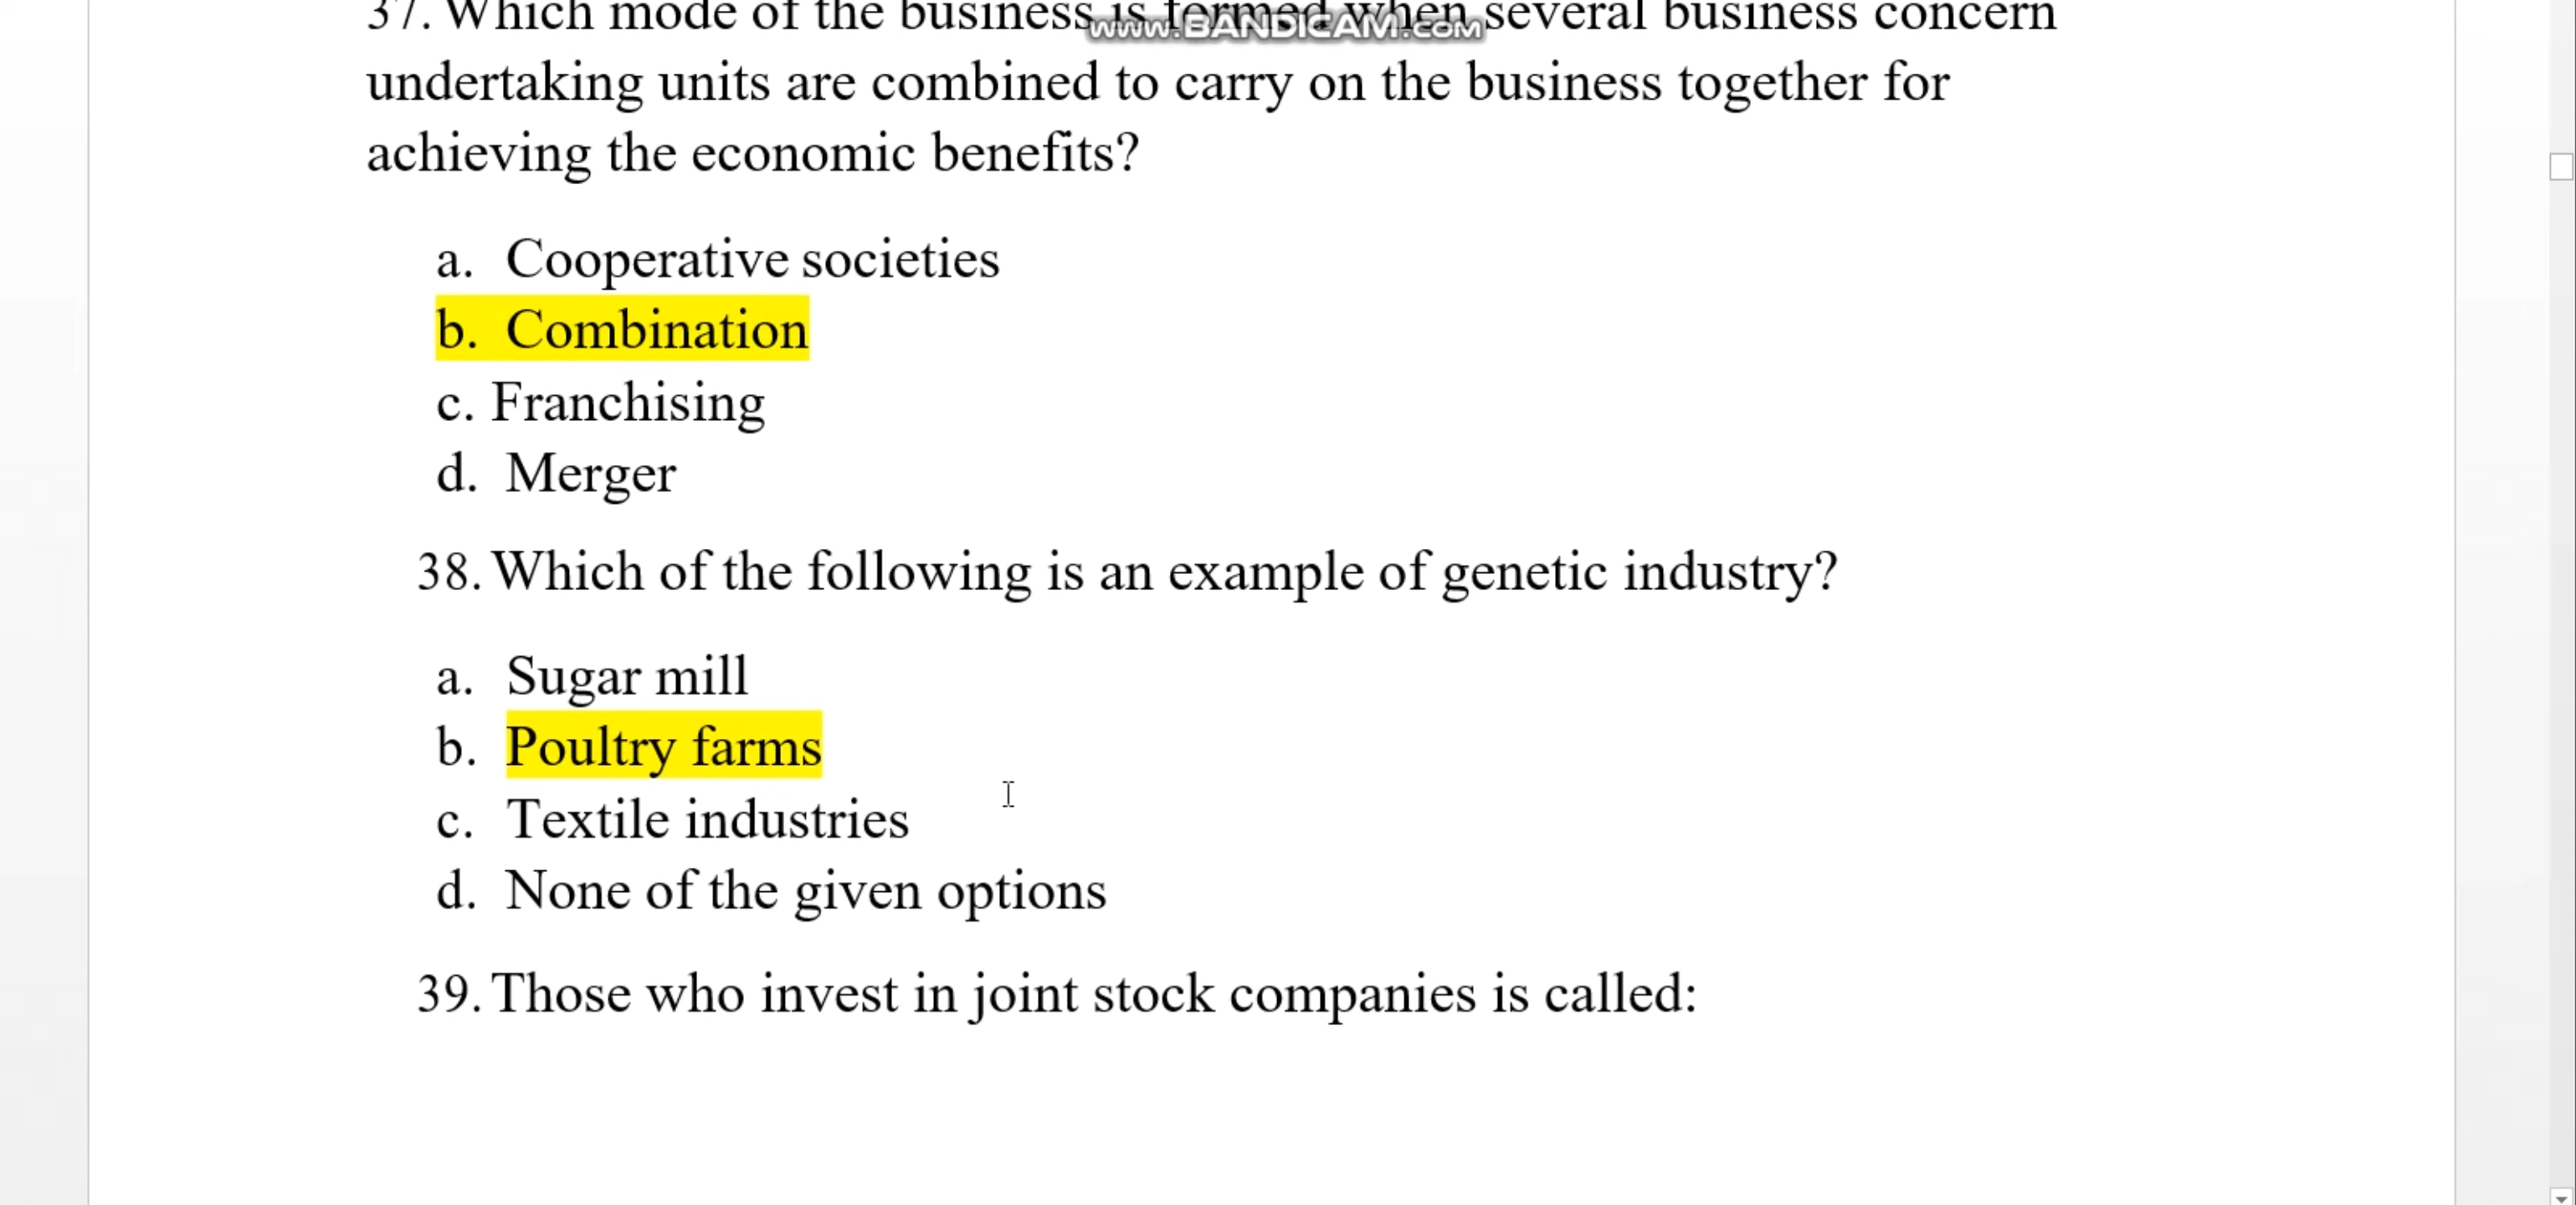 37. Which mode of the business is formed when several business concern
www.BANDICAM.com
undertaking units are combined to carry on the business together for
achieving the economic benefits?
a. Cooperative societies
b. Combination
c. Franchising
d. Merger
38. Which of the following is an example of genetic industry?
a. Sugar mill
b. Poultry farms
c. Textile industries
d. None of the given options
39. Those who invest in joint stock companies is called: